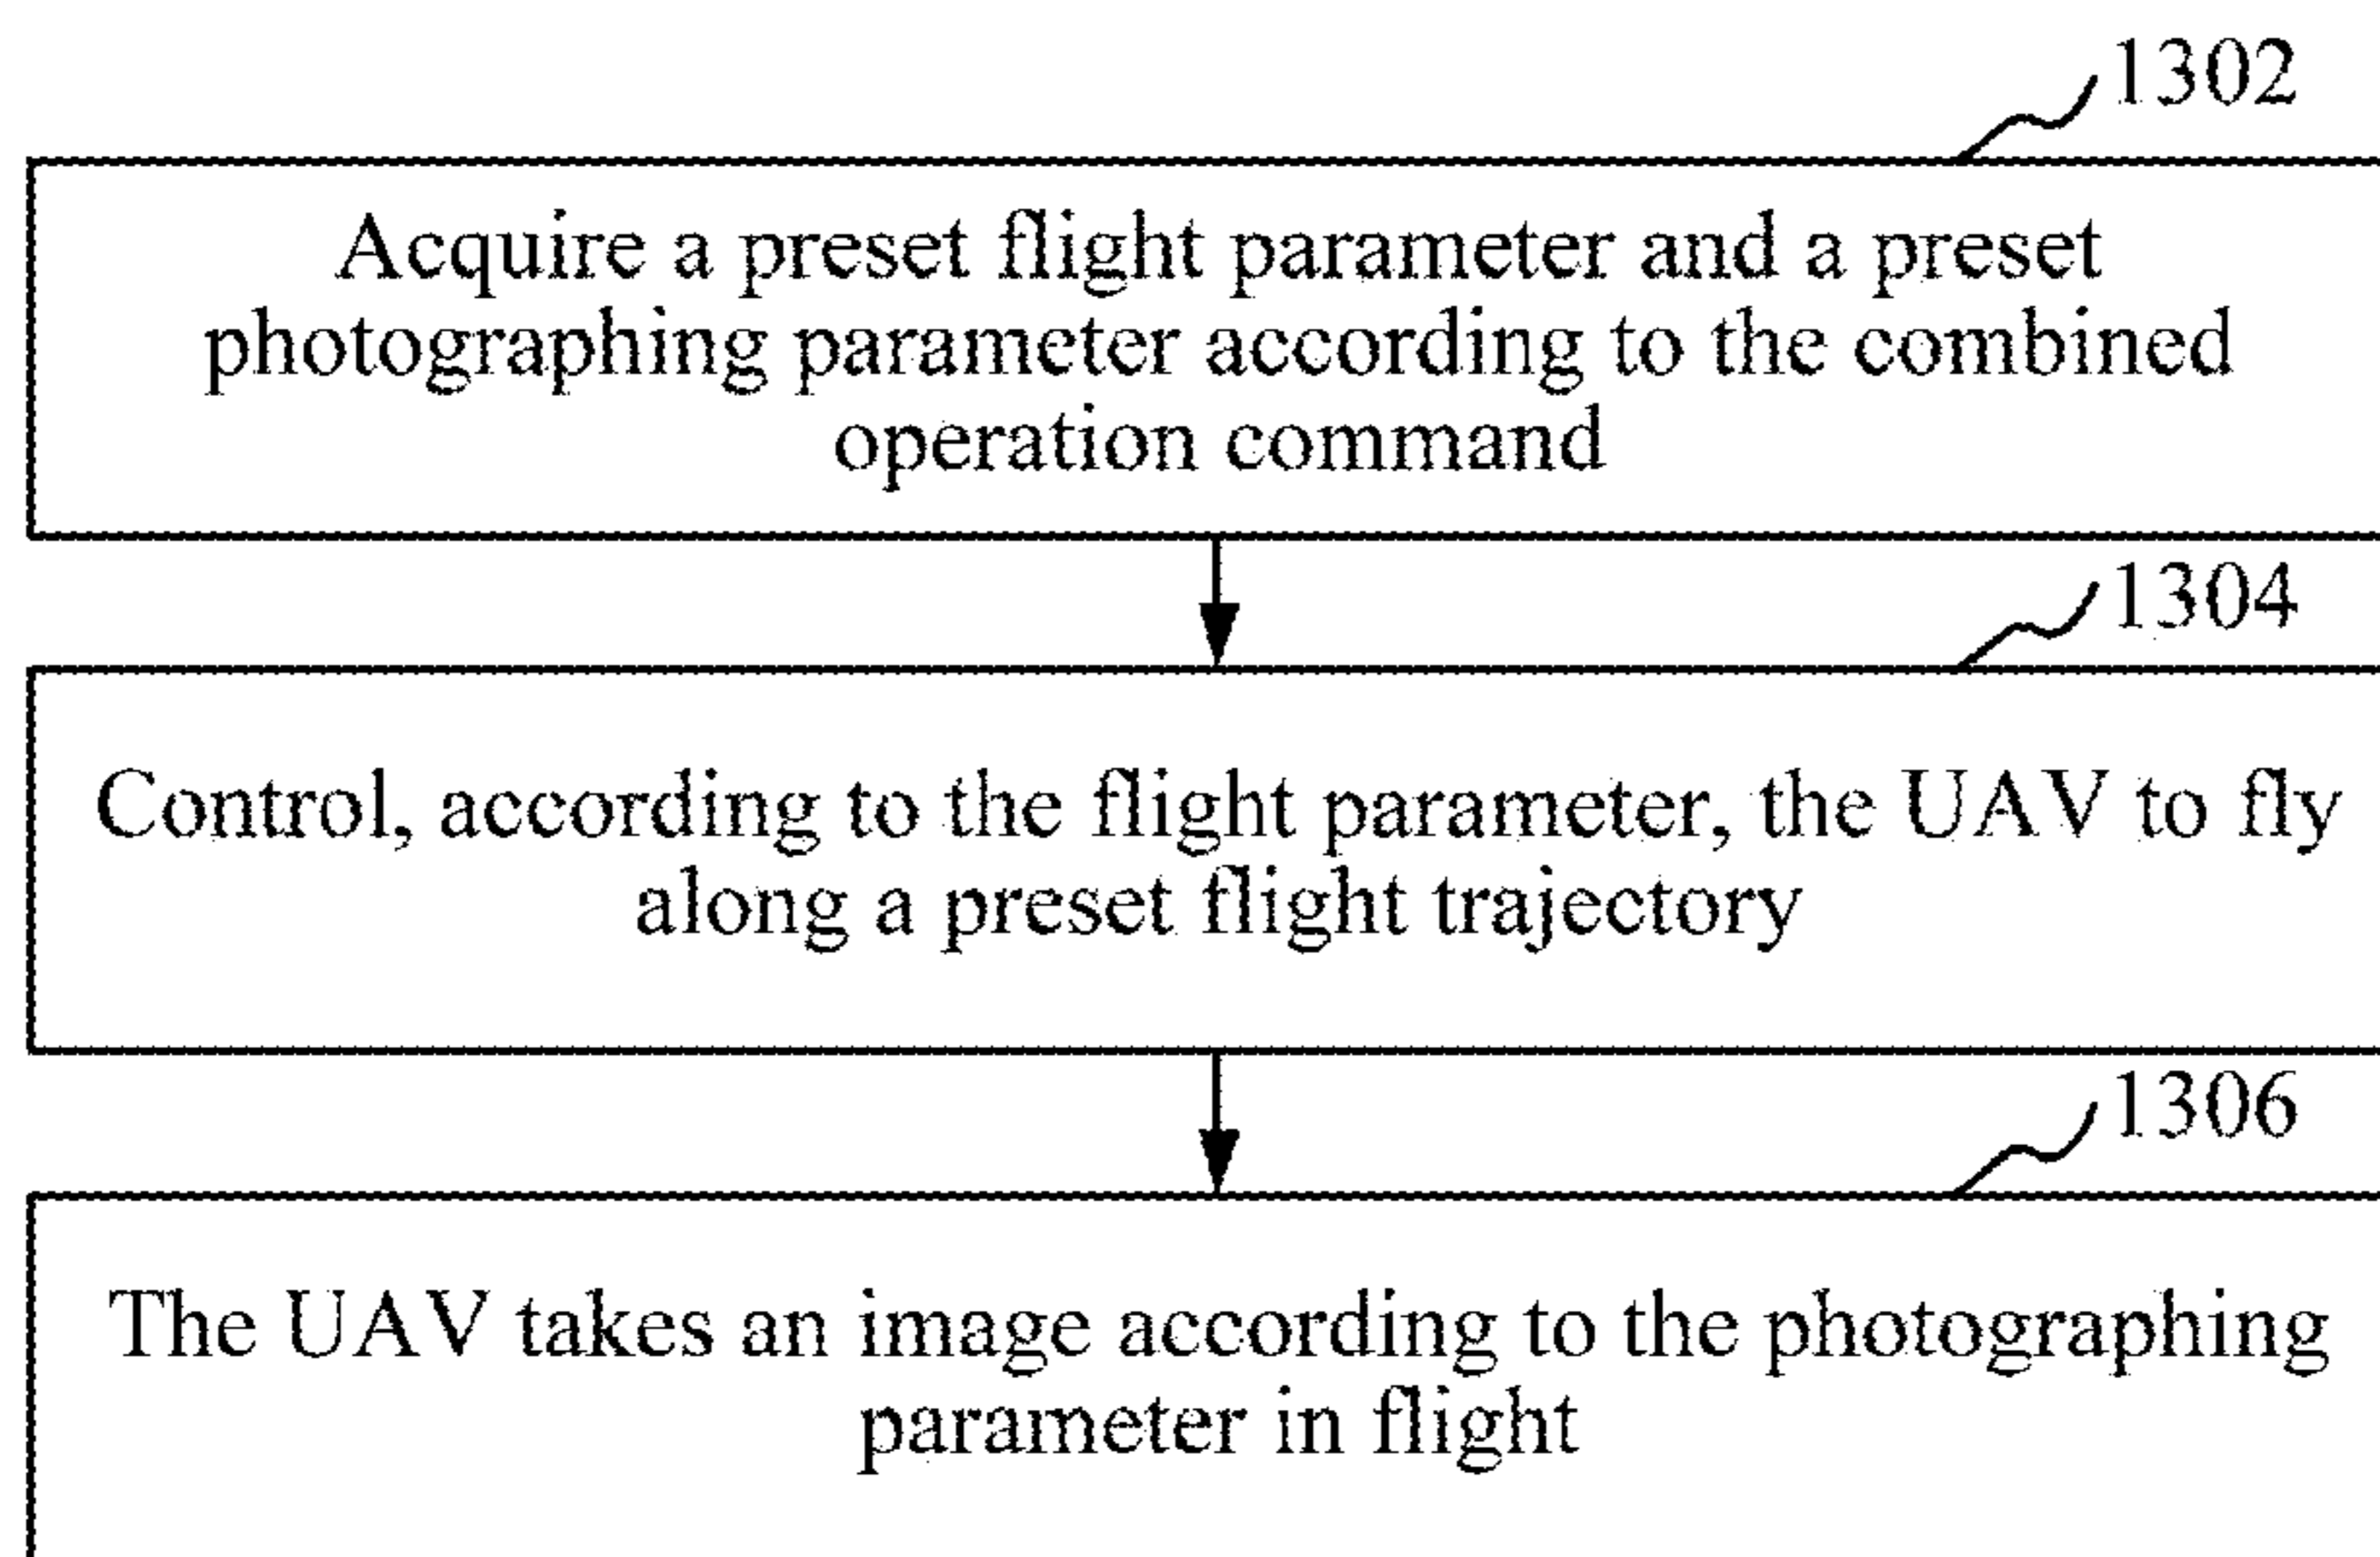 1302
Acquire a preset flight parameter and a preset
photographing parameter according to the combined
operation command
1304
Control, according to the flight parameter, the UAV to fly
along a preset flight trajectory
1306
The UAV takes an image according to the photographing
parameter in flight